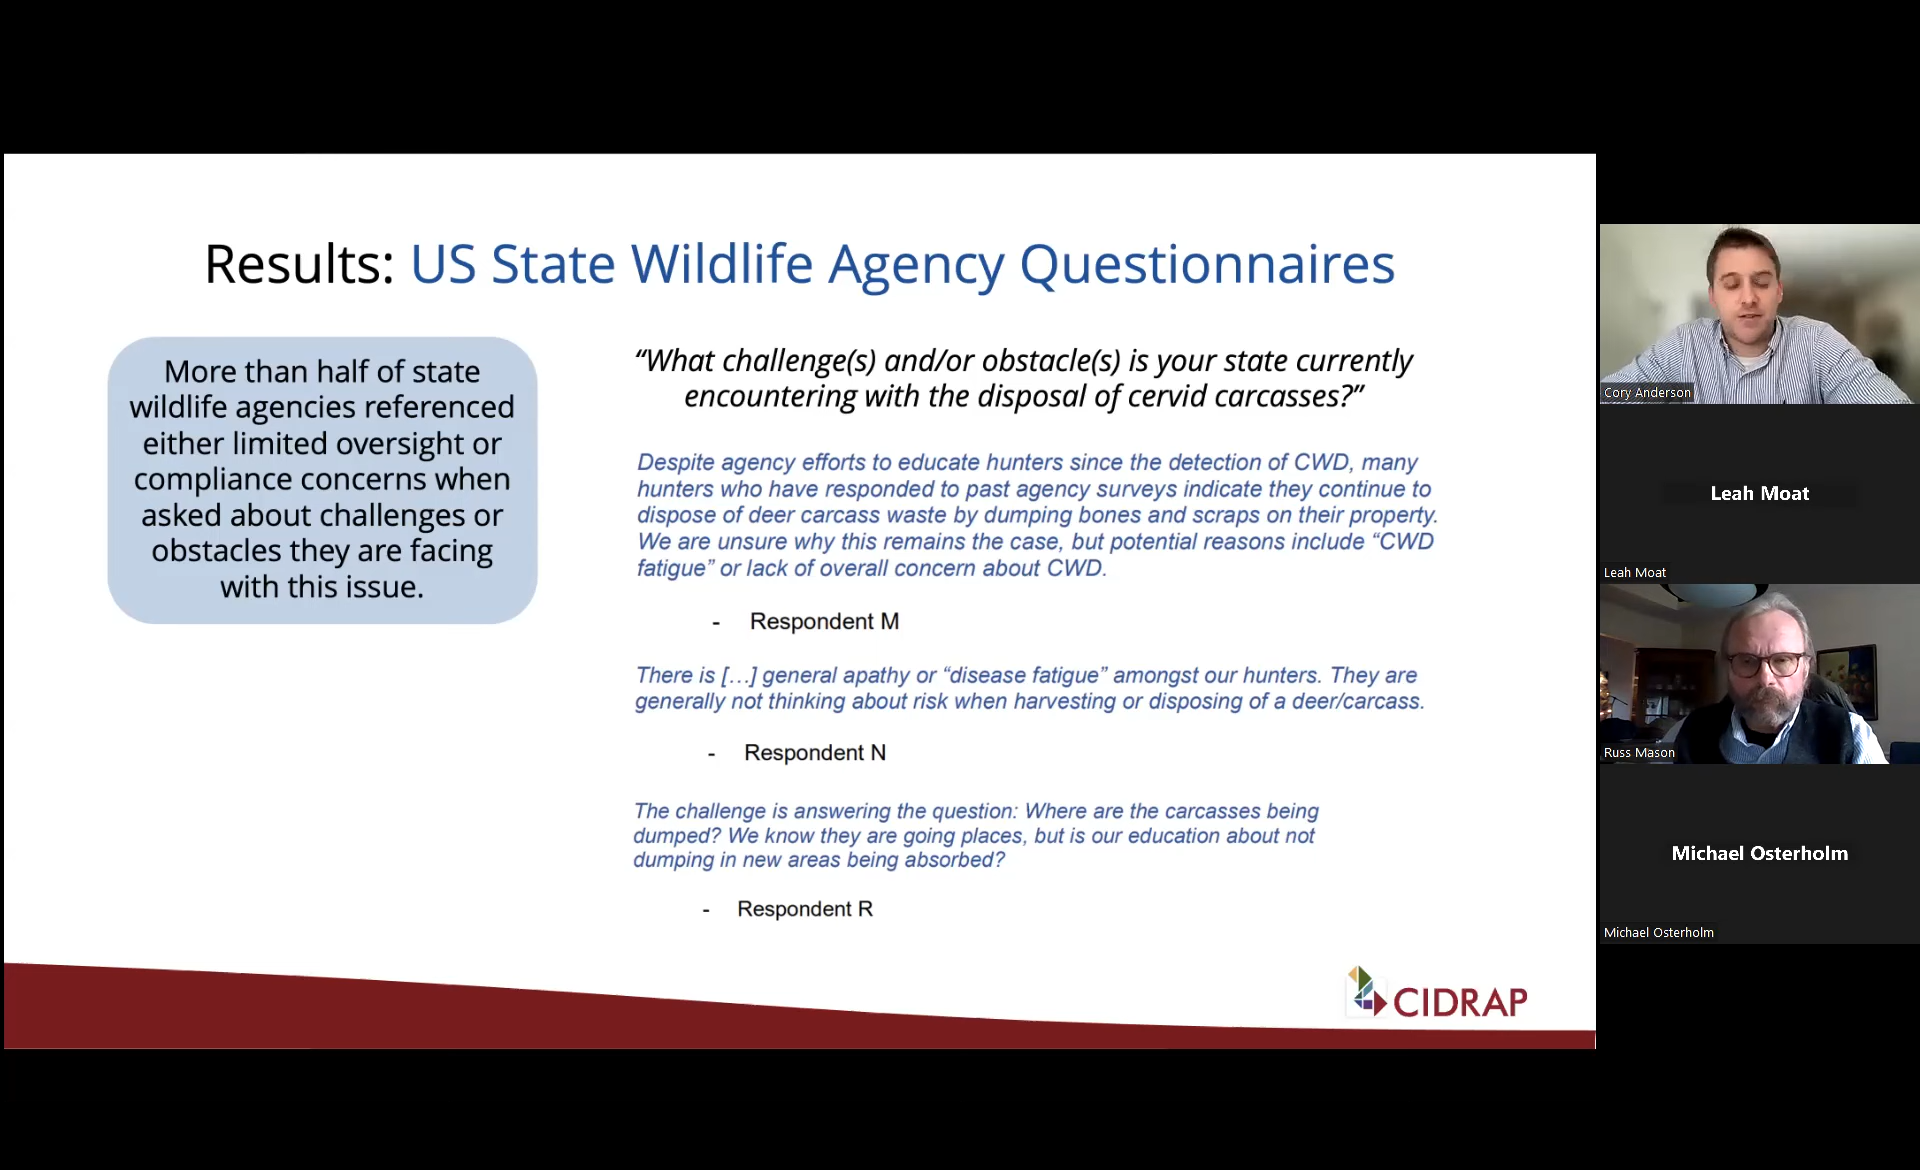 Results: US State Wildlife Agency Questionnaires
More than half of state
wildlife agencies referenced
either limited oversight or
compliance concerns when
asked about challenges or
obstacles they are facing
with this issue.
“What challenge(s) and/or obstacle(s) is your state currently
encountering with the disposal of cervid carcasses?”
Despite agency efforts to educate hunters since the detection of CWD, many
hunters who have responded to past agency surveys indicate they continue to
dispose of deer carcass waste by dumping bones and scraps on their property.
We are unsure why this remains the case, but potential reasons include “CWD
fatigue” or lack of overall concern about CWD.
- Respondent M
There is […] general apathy or “disease fatigue” amongst our hunters. They are
generally not thinking about risk when harvesting or disposing of a deer/carcass.
- Respondent N
The challenge is answering the question: Where are the carcasses being
dumped? We know they are going places, but is our education about not
dumping in new areas being absorbed?
- Respondent R
CIDRAP
Cory Anderson
Leah Moat
Leah Moat
Russ Mason
Michael Osterholm
Michael Osterholm